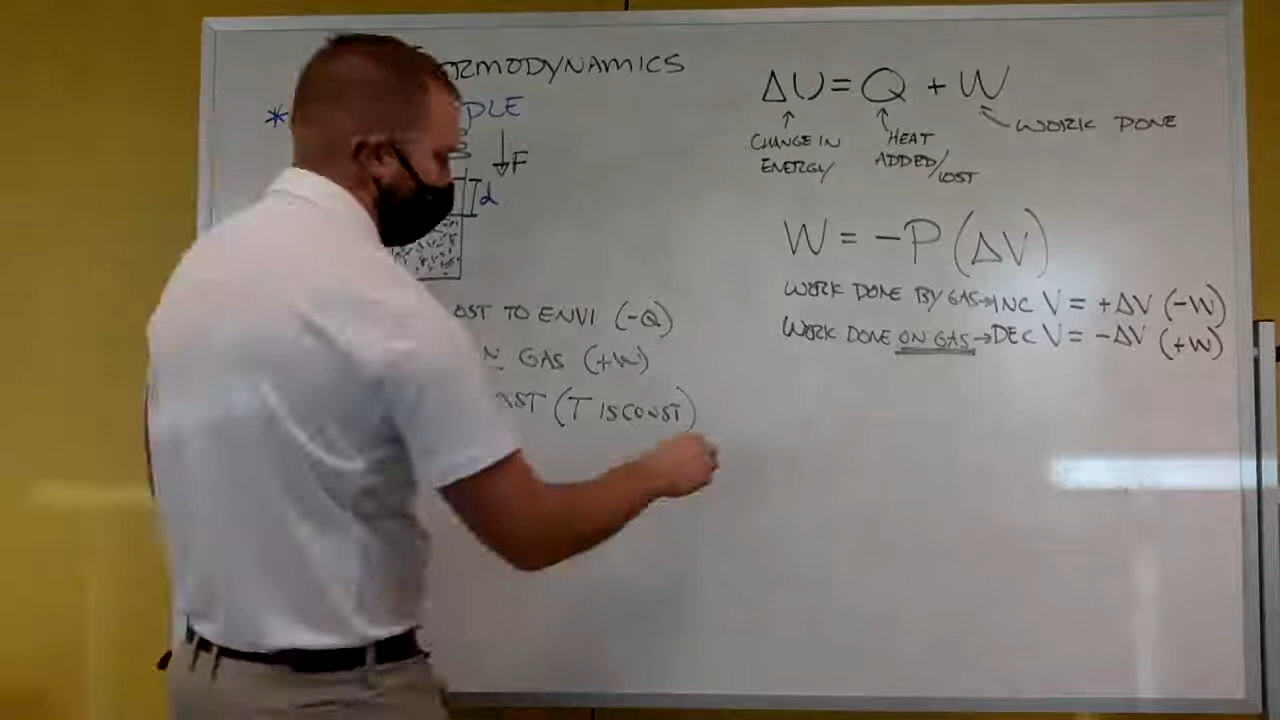 RMODYNAMICS
* PLE
F
d
OST TO ENVI (-Q)
N GAS (+W)
NST (T IS CONST)
ΔU = Q + W
CHANGE IN ENERGY
HEAT ADDED/LOST
WORK DONE
W = -P(ΔV)
WORK DONE BY GAS→INC V = +ΔV (-W)
WORK DONE ON GAS→DEC V = -ΔV (+W)